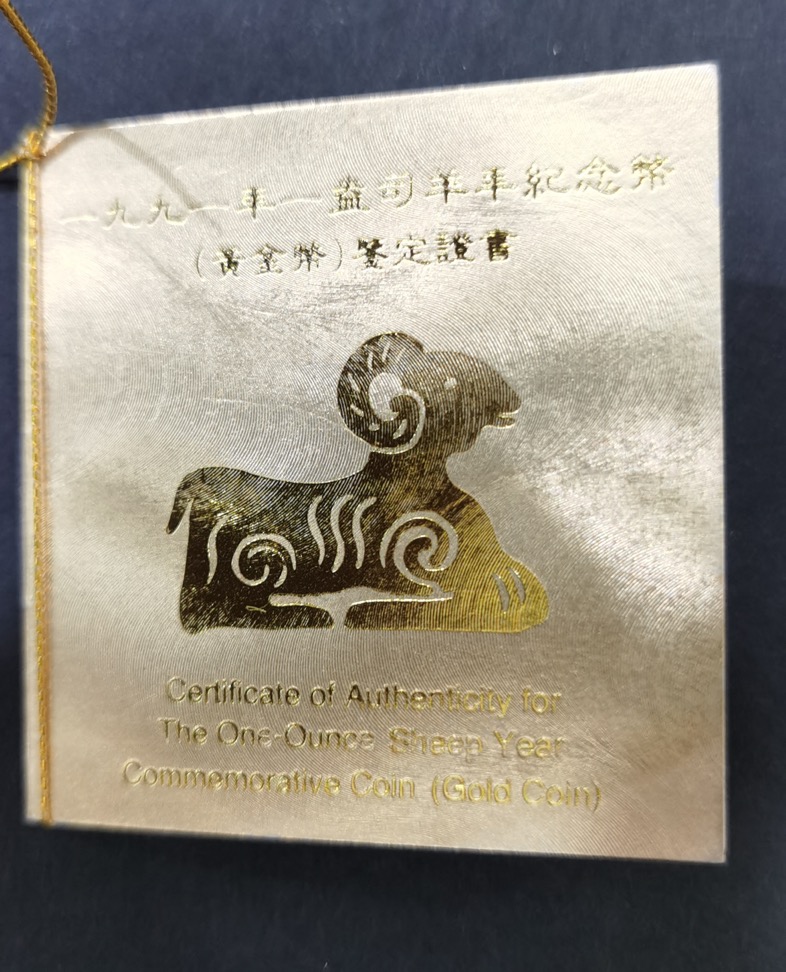 一九九一年一盎司羊年紀念幣
(黃金幣)鑒定證書
Certificate of Authenticity for
The One-Ounce Sheep Year
Commemorative Coin (Gold Coin)